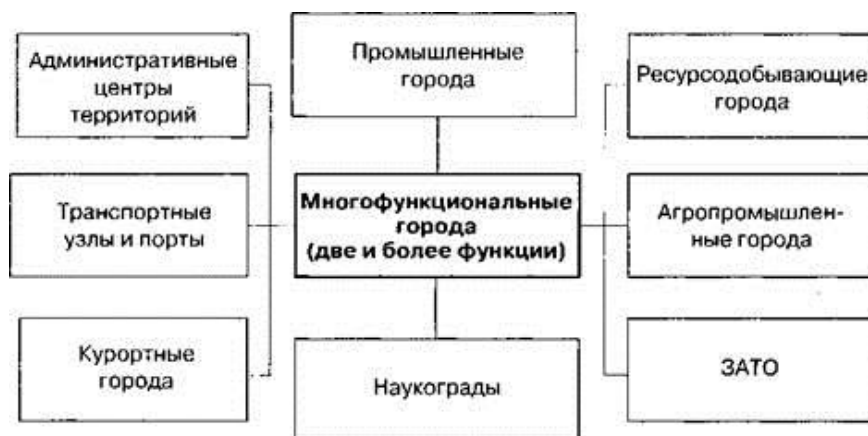 Административные
центры
территорий
Промышленные
города
Ресурсодобывающие
города
Транспортные
узлы и порты
Многофункциональные
города
(две и более функции)
Агропромышлен-
ные города
Курортные
города
Наукограды
ЗАТО